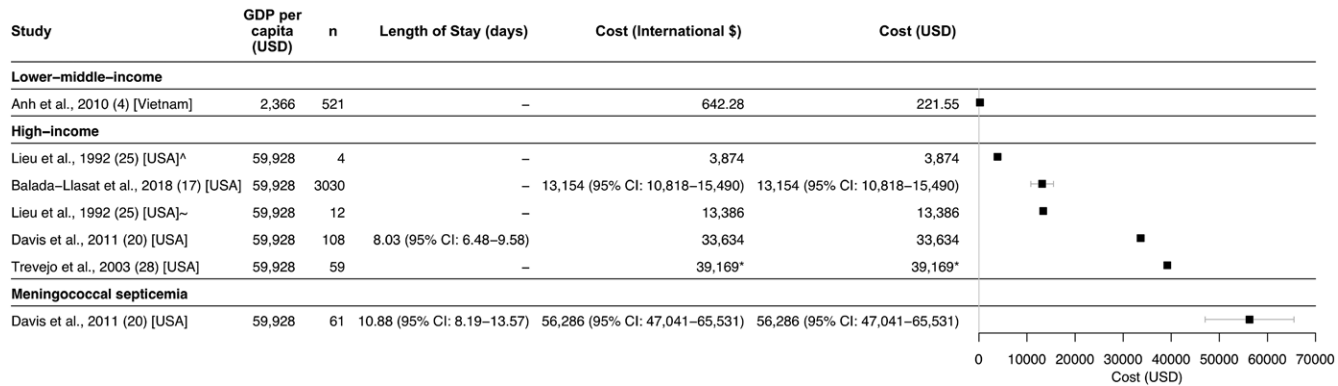 Study GDP per capita (USD) n Length of Stay (days) Cost (International $) Cost (USD)
Lower−middle−income
Anh et al., 2010 (4) [Vietnam] 2,366 521 − 642.28 221.55
High−income
Lieu et al., 1992 (25) [USA]^ 59,928 4 − 3,874 3,874
Balada−Llasat et al., 2018 (17) [USA] 59,928 3030 − 13,154 (95% CI: 10,818−15,490) 13,154 (95% CI: 10,818−15,490)
Lieu et al., 1992 (25) [USA]~ 59,928 12 − 13,386 13,386
Davis et al., 2011 (20) [USA] 59,928 108 8.03 (95% CI: 6.48−9.58) 33,634 33,634
Trevejo et al., 2003 (28) [USA] 59,928 59 − 39,169* 39,169*
Meningococcal septicemia
Davis et al., 2011 (20) [USA] 59,928 61 10.88 (95% CI: 8.19−13.57) 56,286 (95% CI: 47,041−65,531) 56,286 (95% CI: 47,041−65,531)
0 10000 20000 30000 40000 50000 60000 70000
Cost (USD)